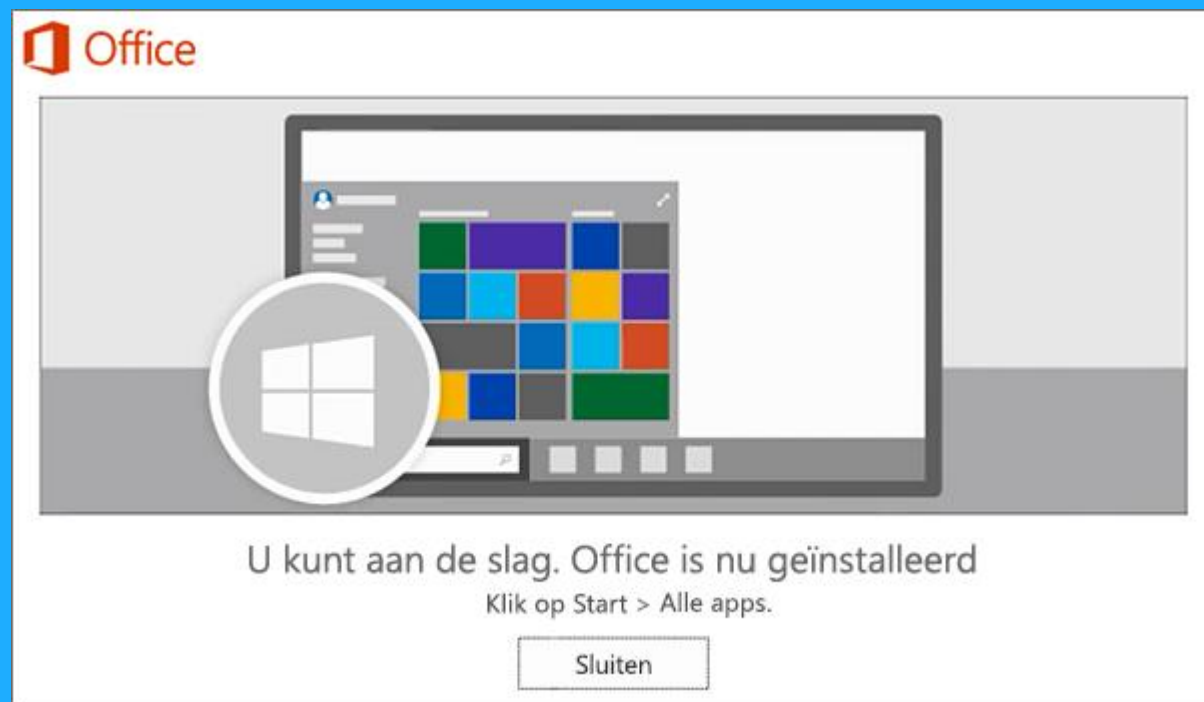 Office
U kunt aan de slag. Office is nu geïnstalleerd
Klik op Start > Alle apps.
Sluiten